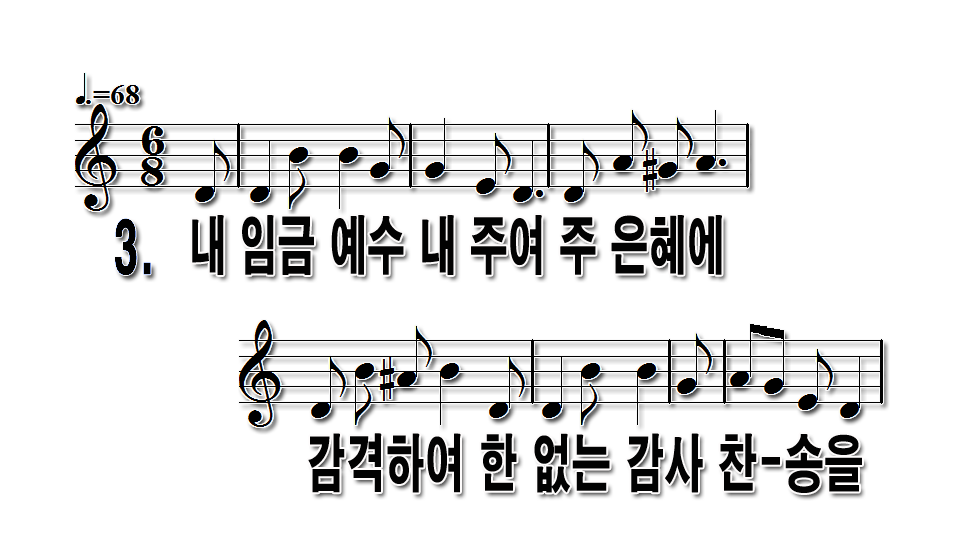 ♩.=68
6
8
3. 내 임금 예수 내 주여 주 은혜에
감격하여 한 없는 감사 찬-송을